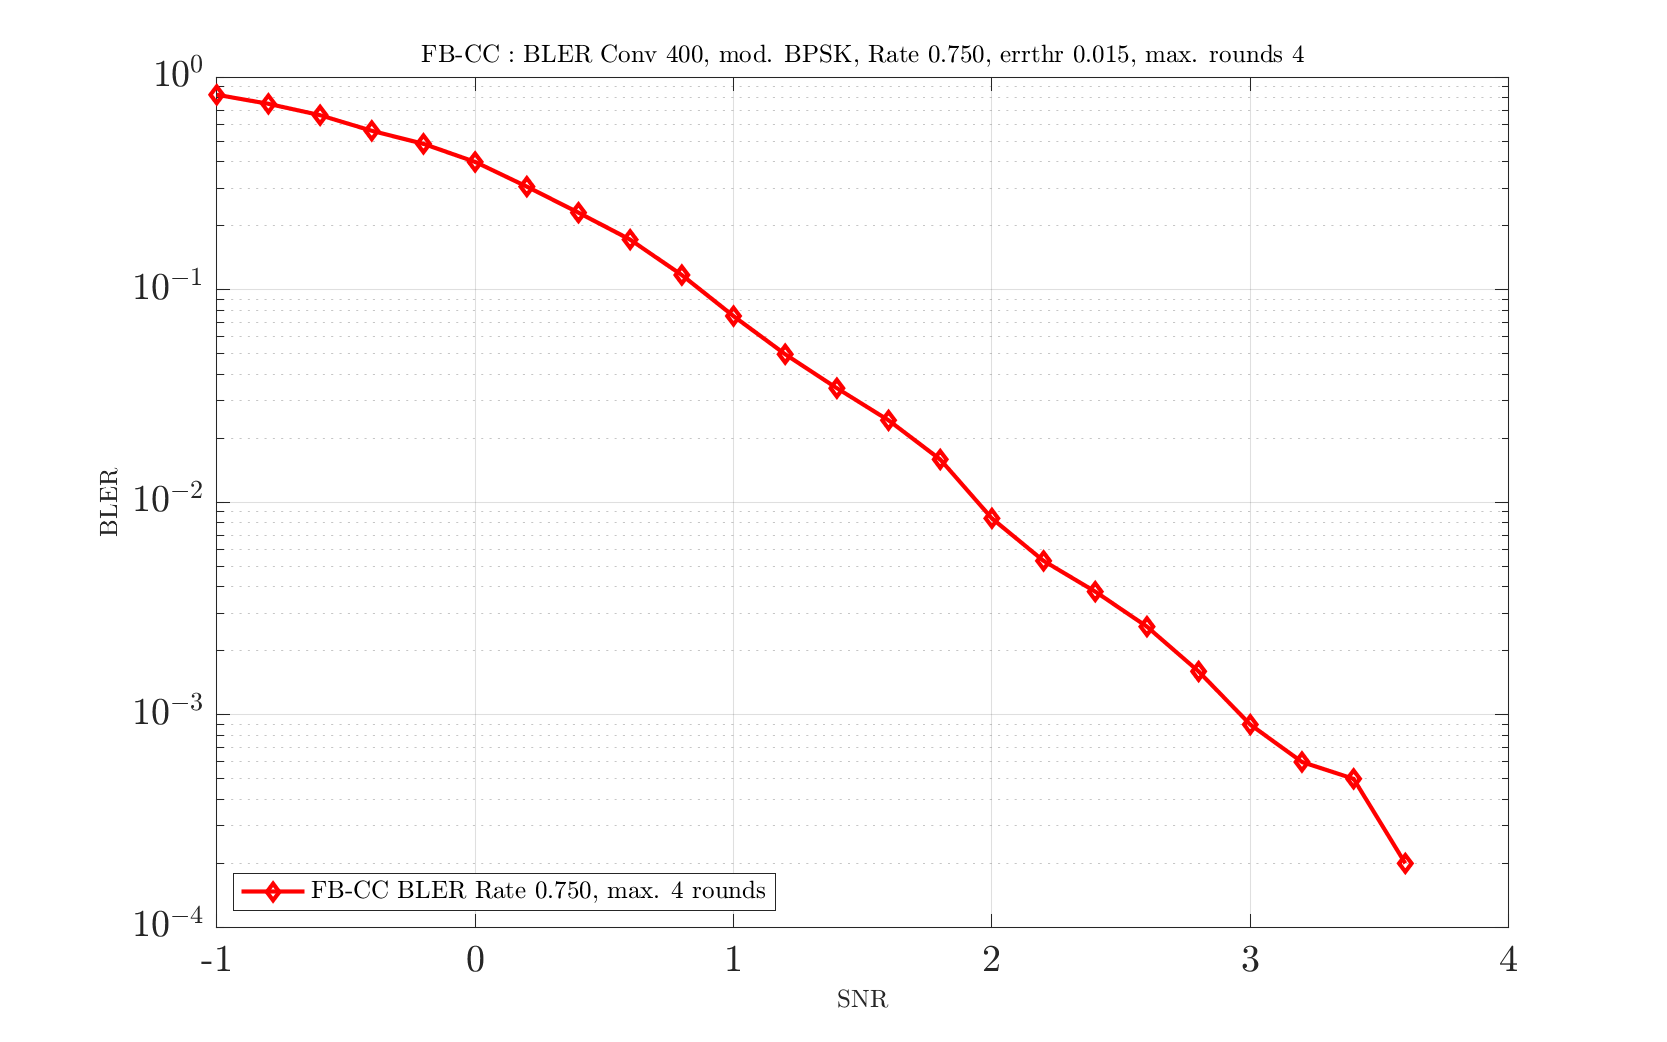 FB-CC : BLER Conv 400, mod. BPSK, Rate 0.750, errthr 0.015, max. rounds 4
10^0
10^{-1}
10^{-2}
10^{-3}
10^{-4}
BLER
FB-CC BLER Rate 0.750, max. 4 rounds
-1 0 1 2 3 4
SNR